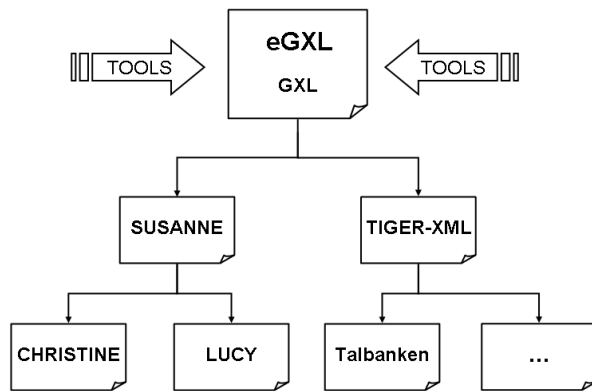 eGXL
TOOLS
GXL
TOOLS
SUSANNE
TIGER-XML
CHRISTINE
LUCY
Talbanken
...